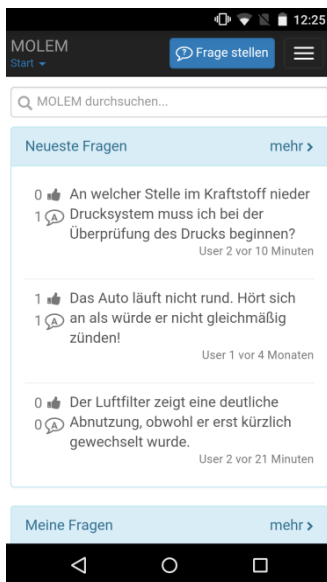 12:25
MOLEM
Start
Frage stellen
MOLEM durchsuchen...
Neueste Fragen mehr
0 An welcher Stelle im Kraftstoff nieder
1 A Drucksystem muss ich bei der
Überprüfung des Drucks beginnen?
User 2 vor 10 Minuten
1 Das Auto läuft nicht rund. Hört sich
1 A an als würde er nicht gleichmäßig
zünden!
User 1 vor 4 Monaten
0 Der Luftfilter zeigt eine deutliche
0 A Abnutzung, obwohl er erst kürzlich
gewechselt wurde.
User 2 vor 21 Minuten
Meine Fragen mehr